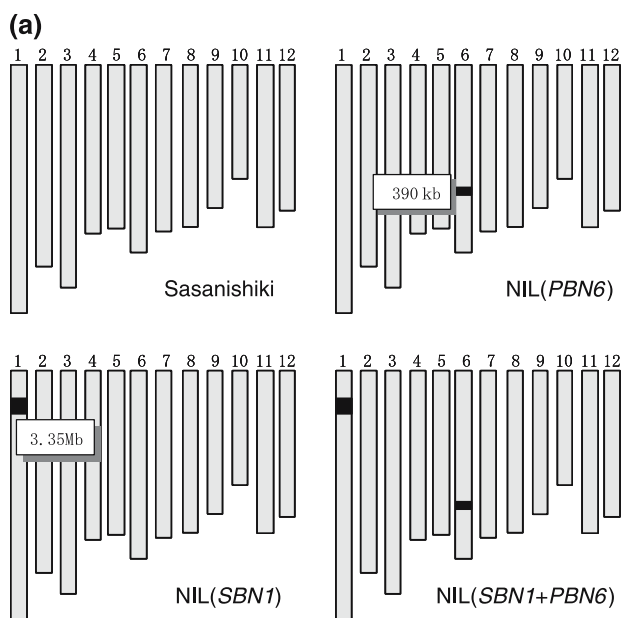 (a)
1 2 3 4 5 6 7 8 9 10 11 12
Sasanishiki
1 2 3 4 5 6 7 8 9 10 11 12
390 kb
NIL(PBN6)
1 2 3 4 5 6 7 8 9 10 11 12
3.35Mb
NIL(SBN1)
1 2 3 4 5 6 7 8 9 10 11 12
NIL(SBN1+PBN6)